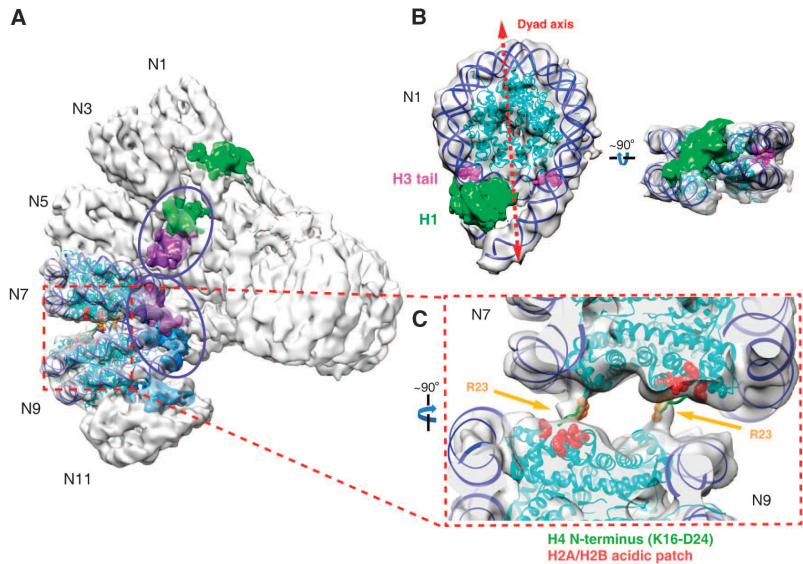 A
N1
N3
N5
N7
N9
N11
B
Dyad axis
N1
H3 tail
H1
~90°
C
N7
~90°
R23
R23
N9
H4 N-terminus (K16-D24)
H2A/H2B acidic patch